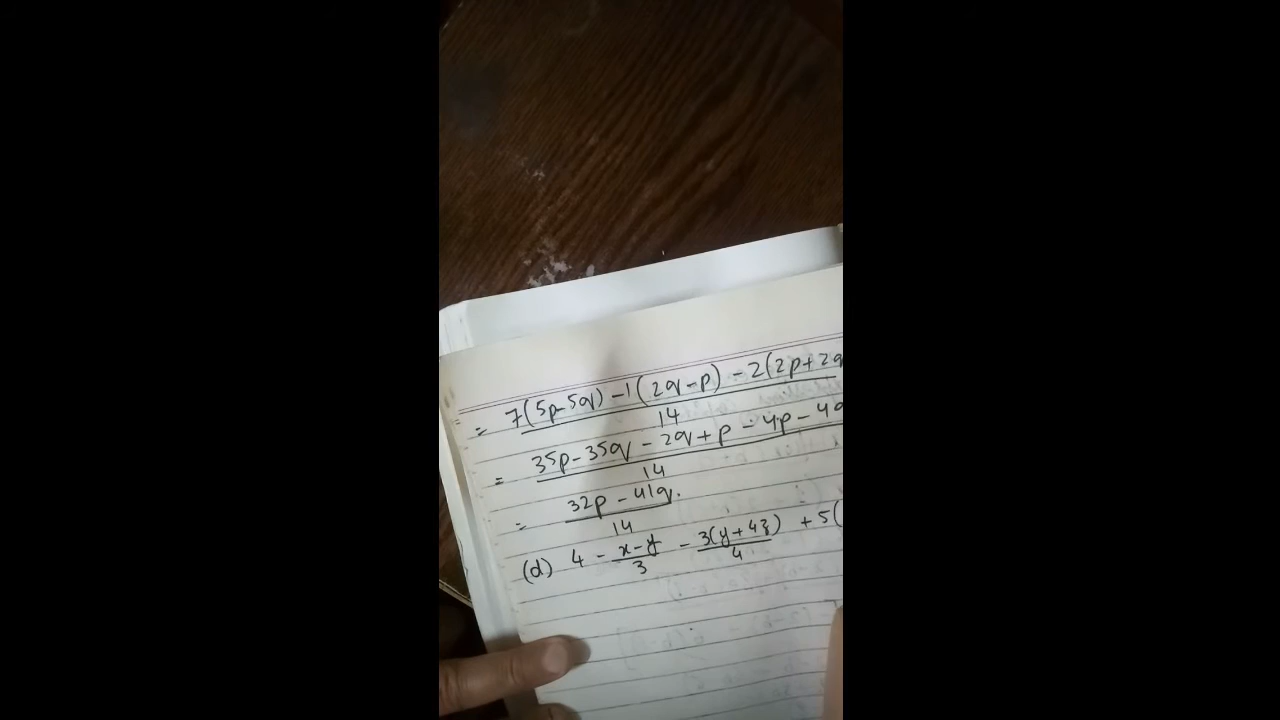 = 7(5p-5q) -1(2q-p) -2(2p+2q
14
= 35p-35q - 2q+p - 4p - 4q
14
= 32p - 41q.
14
(d) 4 - x-y/3 - 3(y+4z)/4 + 5(